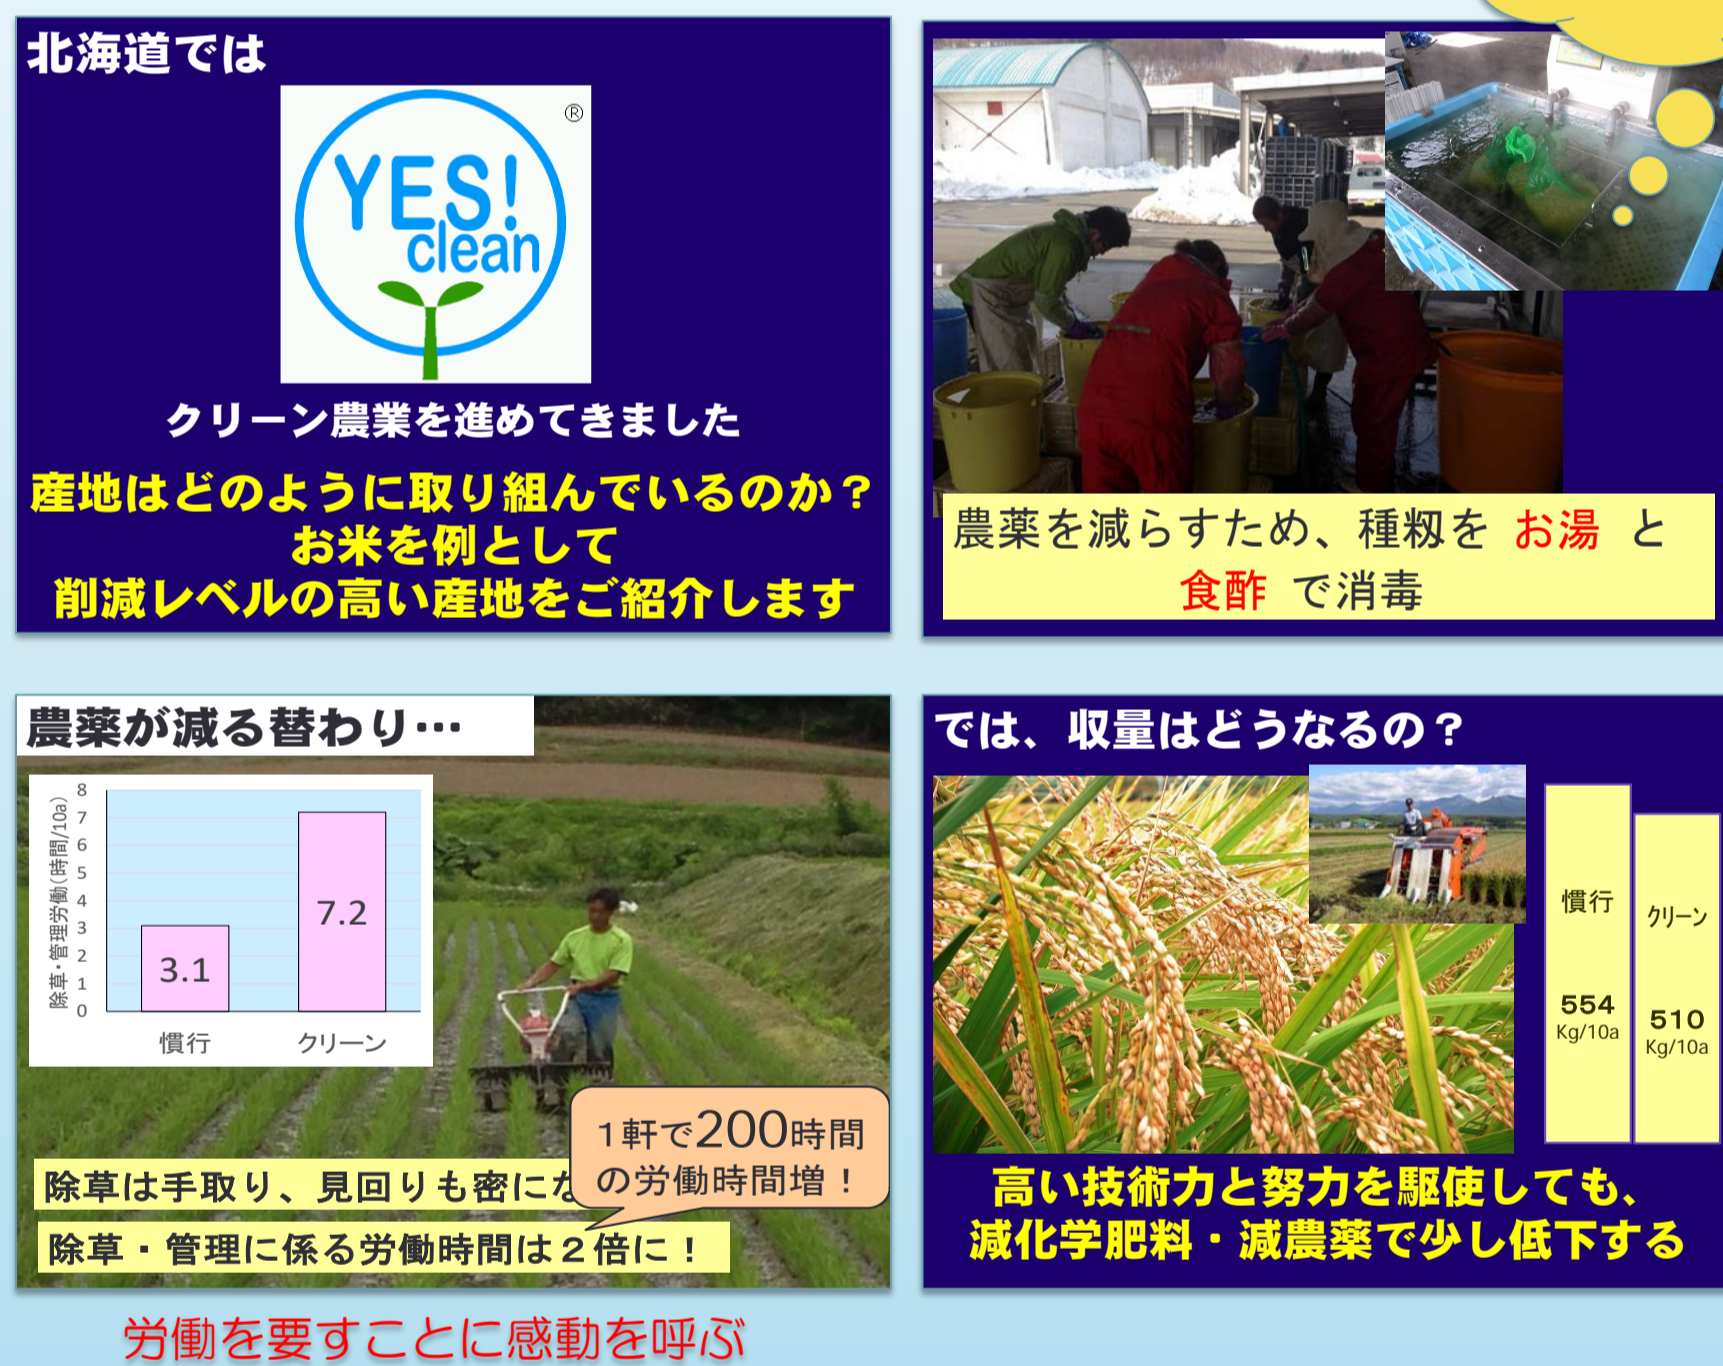 北海道では
®
YES!
clean
クリーン農業を進めてきました
産地はどのように取り組んでいるのか？
お米を例として
削減レベルの高い産地をご紹介します
農薬を減らすため、種籾を お湯 と
食酢 で消毒
農薬が減る替わり…
除草・管理労働(時間/10a)
8
7
6
5
4
3
2
1
0
3.1
7.2
慣行
クリーン
1軒で200時間
の労働時間増！
除草は手取り、見回りも密にな
除草・管理に係る労働時間は２倍に！
労働を要すことに感動を呼ぶ
では、収量はどうなるの？
慣行
554
Kg/10a
クリーン
510
Kg/10a
高い技術力と努力を駆使しても、
減化学肥料・減農薬で少し低下する